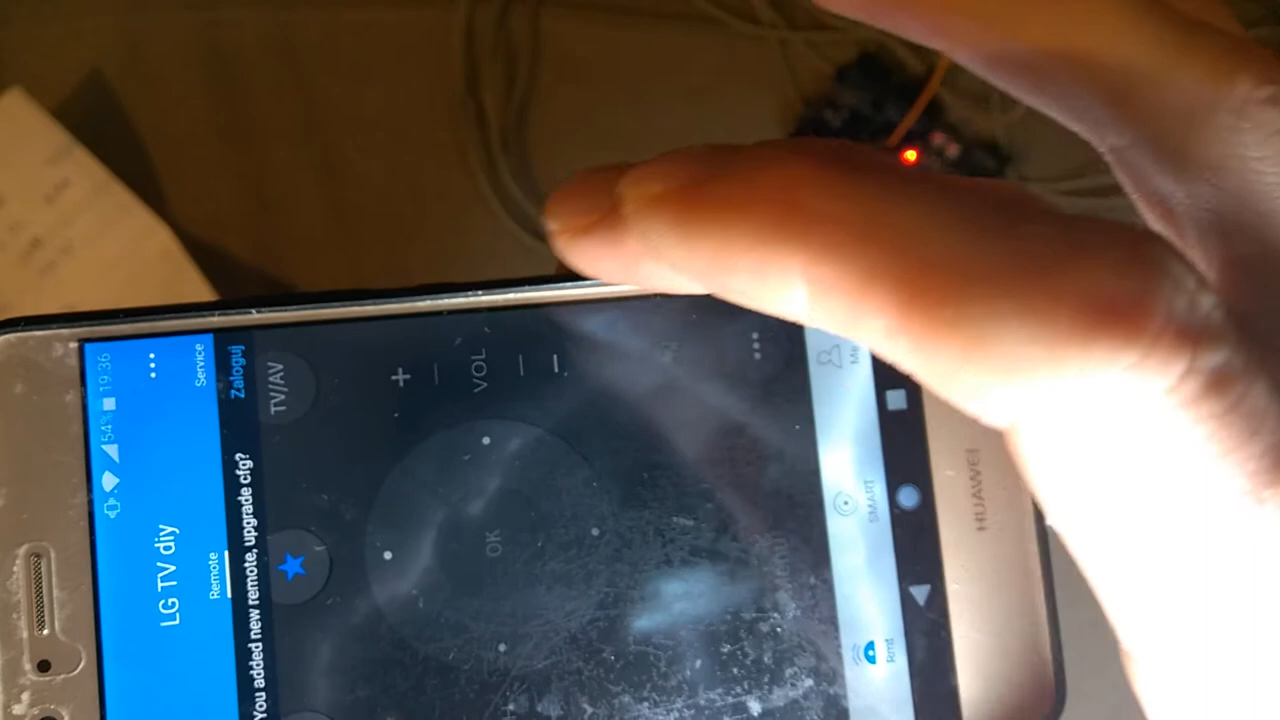 54% 19:36
LG TV diy
Remote
Service
You added new remote, upgrade cfg? Zaloguj
TV/AV
+
VOL
OK
Rmt
SMART
HUAWEI